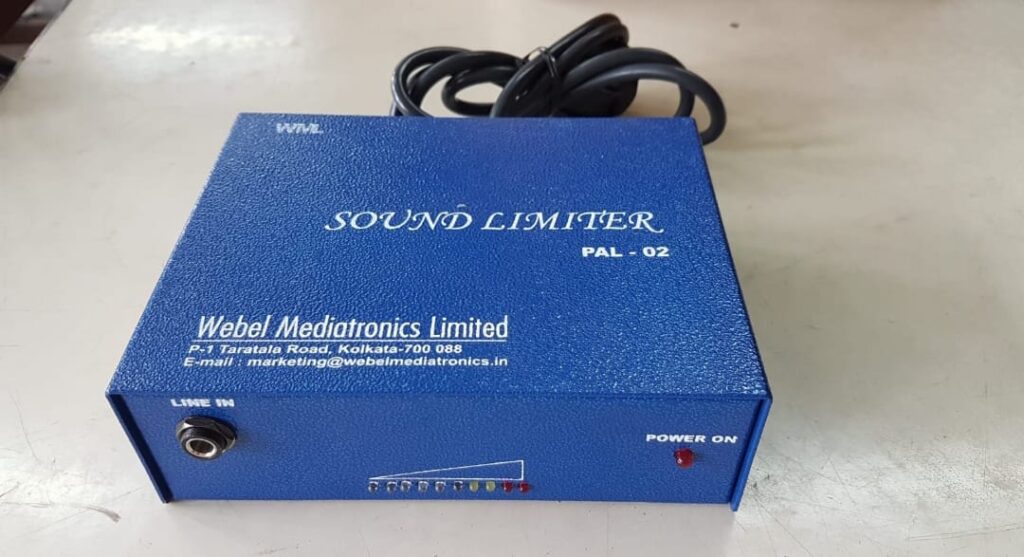 WML
SOUND LIMITER
PAL - 02
Webel Mediatronics Limited
P-1 Taratala Road, Kolkata-700 088
E-mail : marketing@webelmediatronics.in
LINE IN
POWER ON